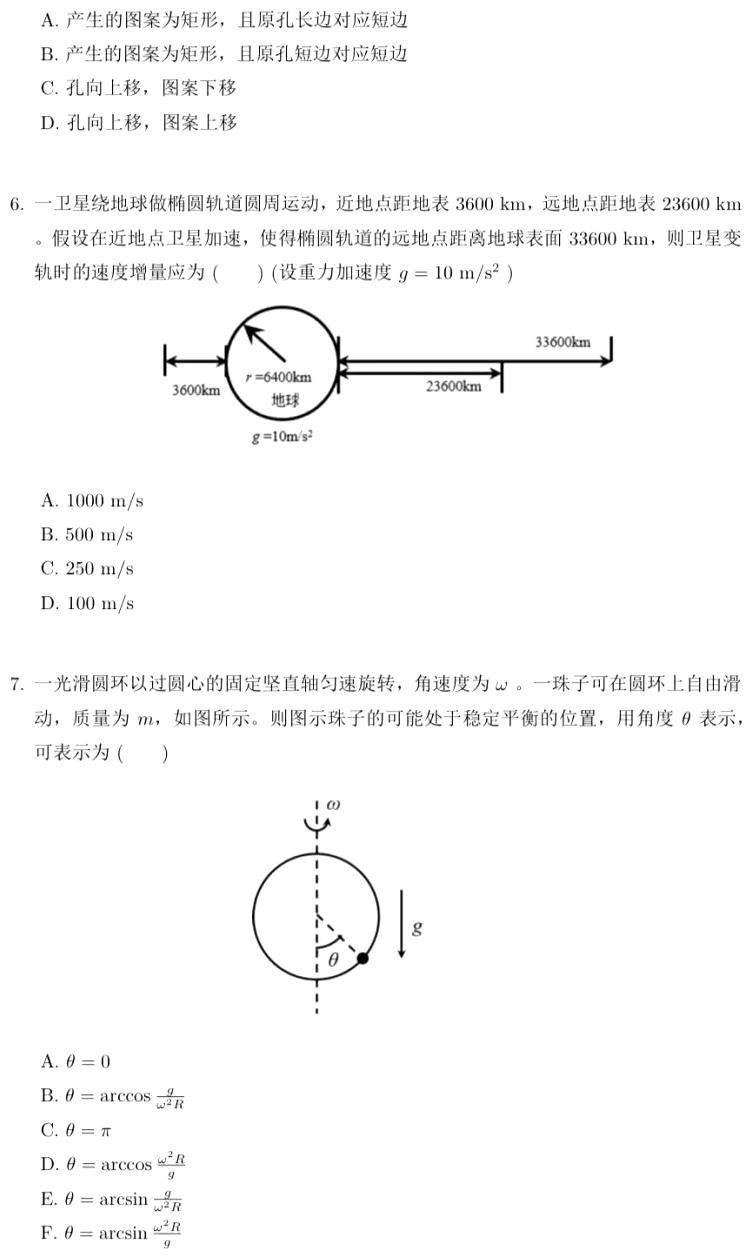 A. 产生的图案为矩形，且原孔长边对应短边
B. 产生的图案为矩形，且原孔短边对应短边
C. 孔向上移，图案下移
D. 孔向上移，图案上移
6. 一卫星绕地球做椭圆轨道圆周运动，近地点距地表 3600 km，远地点距地表 23600 km
。假设在近地点卫星加速，使得椭圆轨道的远地点距离地球表面 33600 km，则卫星变
轨时的速度增量应为 (  ) (设重力加速度 g = 10 m/s² )
33600km
r=6400km
3600km
地球
23600km
g=10m/s²
A. 1000 m/s
B. 500 m/s
C. 250 m/s
D. 100 m/s
7. 一光滑圆环以过圆心的固定坚直轴匀速旋转，角速度为 ω 。一珠子可在圆环上自由滑
动，质量为 m，如图所示。则图示珠子的可能处于稳定平衡的位置，用角度 θ 表示，
可表示为 (  )
ω
g
θ
A. θ = 0
B. θ = arccos g/ω²R
C. θ = π
D. θ = arccos ω²R/g
E. θ = arcsin g/ω²R
F. θ = arcsin ω²R/g